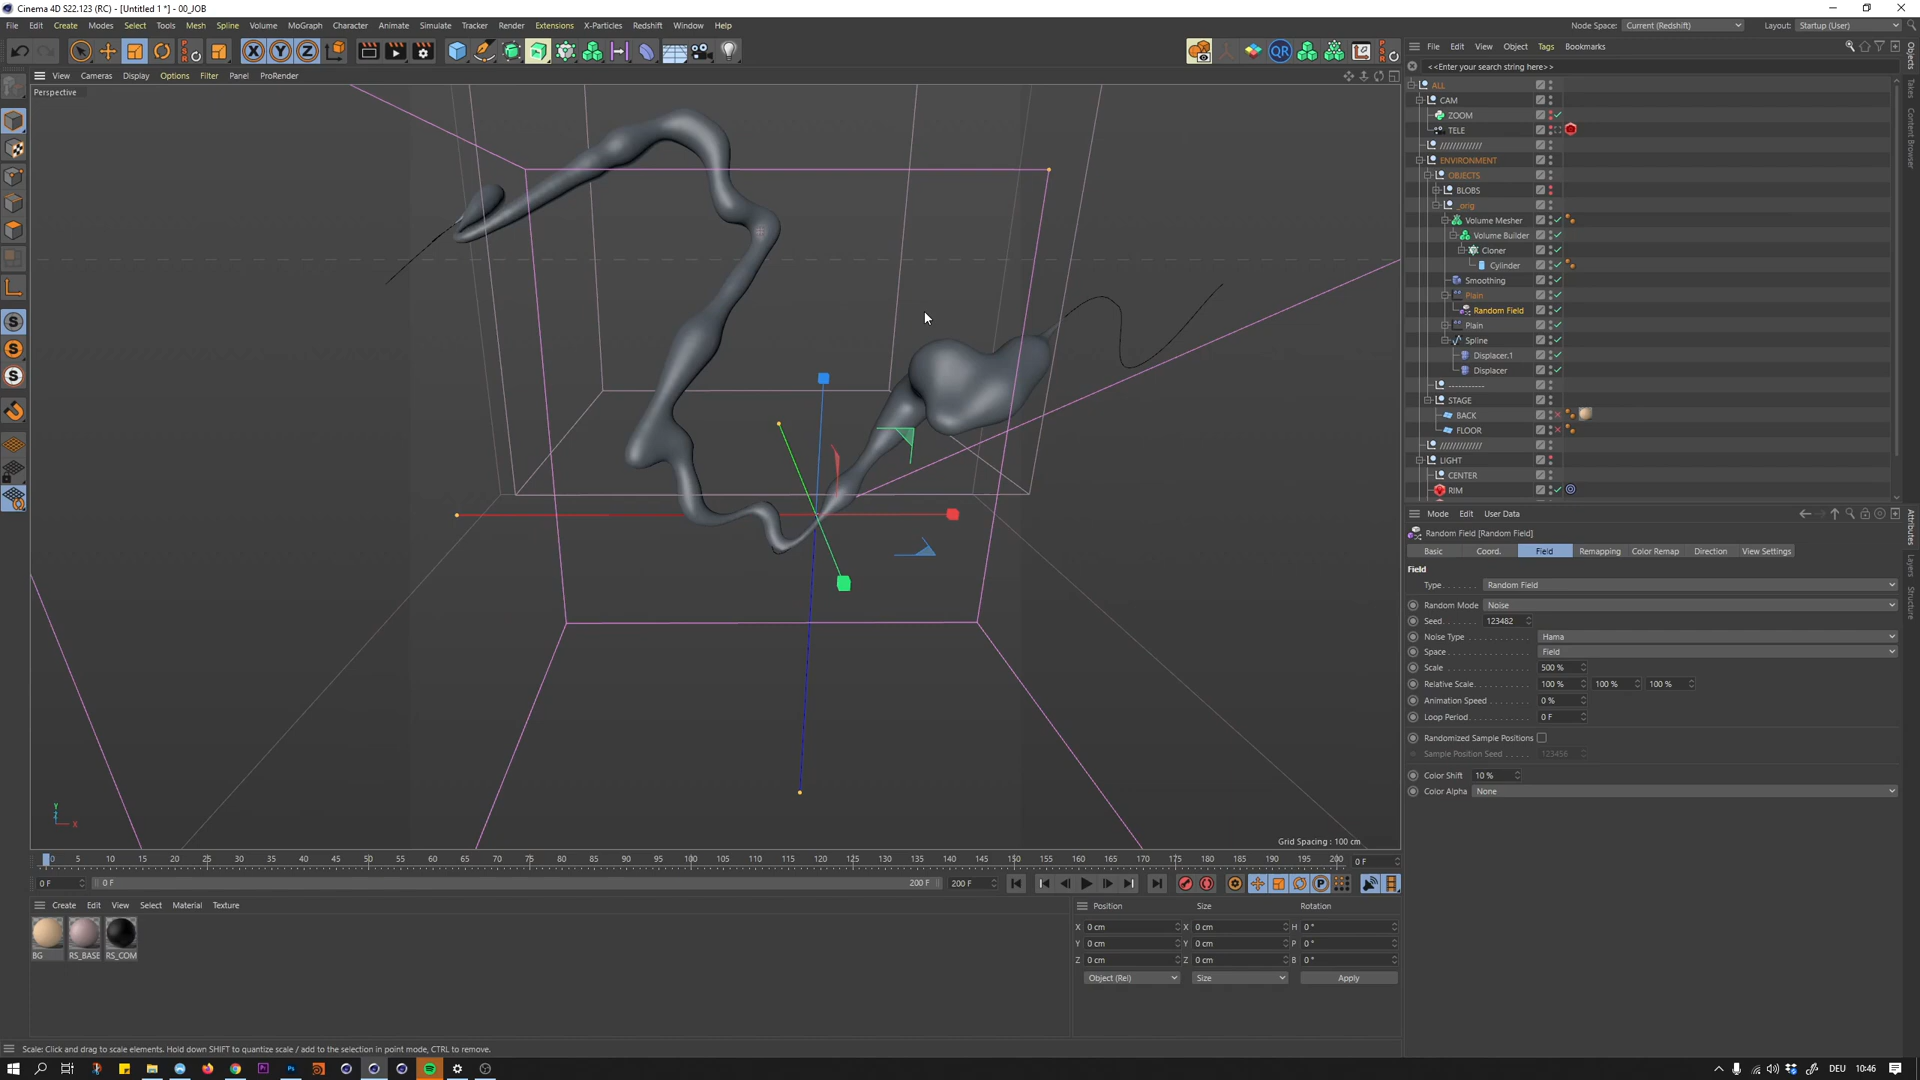 Cinema 4D S22.123 (RC) - [Untitled 1 *] - 00_JOB
File Edit Create Modes Select Tools Mesh Spline Volume MoGraph Character Animate Simulate Tracker Render Extensions X-Particles Redshift Window Help
Node Space: Current (Redshift) Layout: Startup (User)
X Y Z
QR
File Edit View Object Tags Bookmarks
<<Enter your search string here>>
View Cameras Display Options Filter Panel ProRender
Perspective
ALL
CAM
ZOOM
TELE
/////////////
ENVIRONMENT
OBJECTS
BLOBS
_orig
Volume Mesher
Volume Builder
Cloner
Cylinder
Smoothing
Plain
Random Field
Plain
Spline
Displacer.1
Displacer
-----------
STAGE
BACK
FLOOR
/////////////
LIGHT
CENTER
RIM
Objects
Takes
Content Browser
Mode Edit User Data
Random Field [Random Field]
Basic Coord. Field Remapping Color Remap Direction View Settings
Field
Type Random Field
Random Mode Noise
Seed 123482
Noise Type Hama
Space Field
Scale 500 %
Relative Scale 100 % 100 % 100 %
Animation Speed 0 %
Loop Period 0 F
Randomized Sample Positions
Sample Position Seed 123456
Color Shift 10 %
Color Alpha None
Attributes
Layers
Structure
Y
Z
X
Grid Spacing : 100 cm
0 5 10 15 20 25 30 35 40 45 50 55 60 65 70 75 80 85 90 95 100 105 110 115 120 125 130 135 140 145 150 155 160 165 170 175 180 185 190 195 200 0 F
0 F 0 F 200 F 200 F
Create Edit View Select Material Texture
BG RS_BASE RS_COM
Position Size Rotation
X 0 cm X 0 cm H 0 °
Y 0 cm Y 0 cm P 0 °
Z 0 cm Z 0 cm B 0 °
Object (Rel) Size Apply
Scale: Click and drag to scale elements. Hold down SHIFT to quantize scale / add to the selection in point mode, CTRL to remove.
DEU 10:46